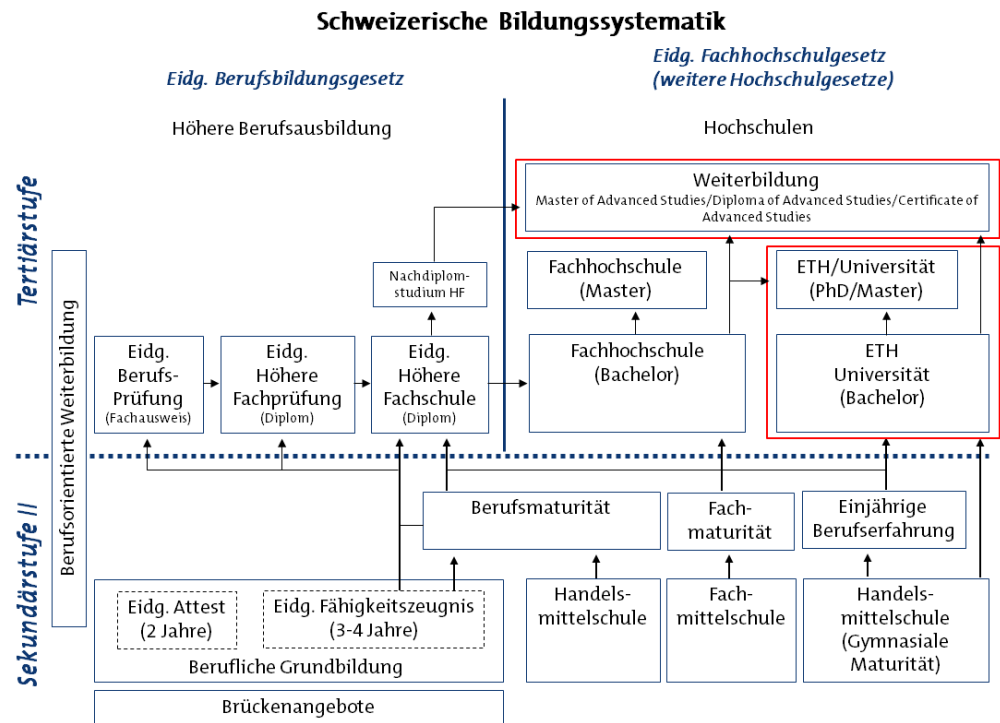 Schweizerische Bildungssystematik
Eidg. Berufsbildungsgesetz
Eidg. Fachhochschulgesetz
(weitere Hochschulgesetze)
Höhere Berufsausbildung
Hochschulen
Tertiärstufe
Weiterbildung
Master of Advanced Studies/Diploma of Advanced Studies/Certificate of
Advanced Studies
Nachdiplom-
studium HF
Fachhochschule
(Master)
ETH/Universität
(PhD/Master)
Berufsorientierte Weiterbildung
Eidg.
Berufs-
Prüfung
(Fachausweis)
Eidg.
Höhere
Fachprüfung
(Diplom)
Eidg.
Höhere
Fachschule
(Diplom)
Fachhochschule
(Bachelor)
ETH
Universität
(Bachelor)
Sekundärstufe II
Berufsmaturität
Fach-
maturität
Einjährige
Berufserfahrung
Eidg. Attest
(2 Jahre)
Eidg. Fähigkeitszeugnis
(3-4 Jahre)
Berufliche Grundbildung
Handels-
mittelschule
Fach-
mittelschule
Handels-
mittelschule
(Gymnasiale
Maturität)
Brückenangebote